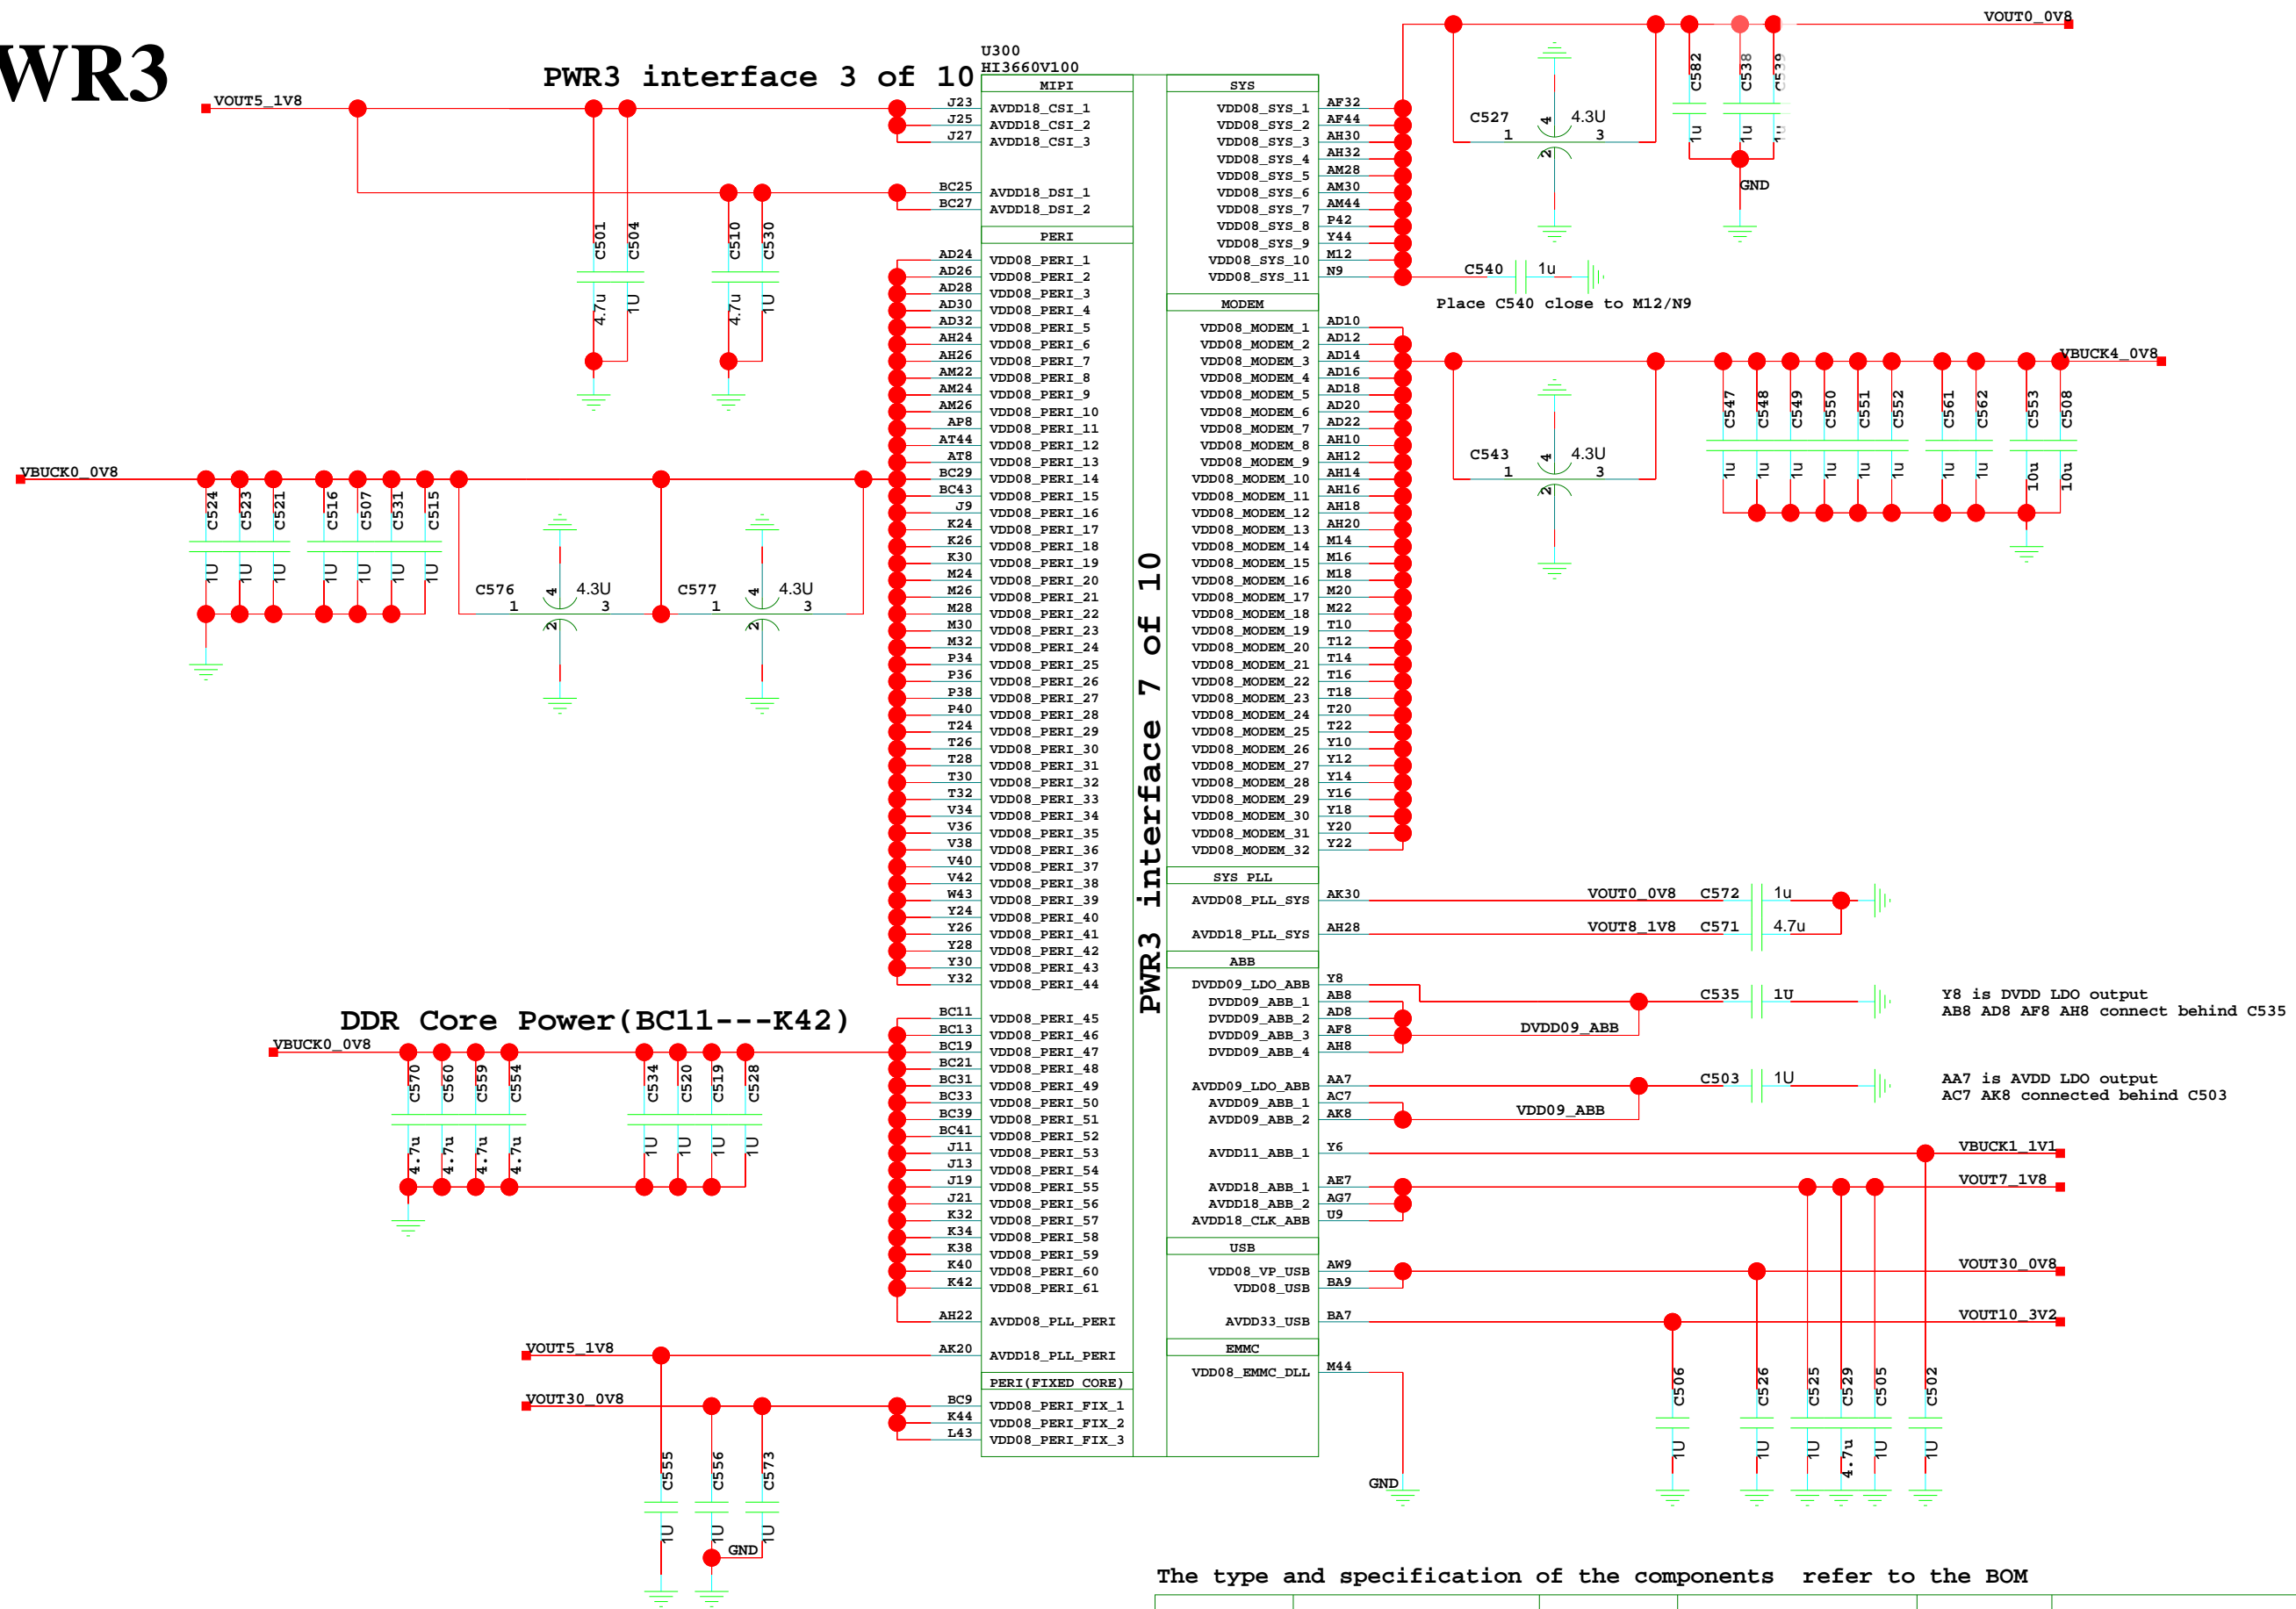 WR3
PWR3 interface 3 of 10
U300
HI3660V100
PWR3 interface 7 of 10
VOUT5_1V8
MIPI
J23 AVDD18_CSI_1
J25 AVDD18_CSI_2
J27 AVDD18_CSI_3
BC25 AVDD18_DSI_1
BC27 AVDD18_DSI_2
C501 4.7u
C504 1U
C510 4.7u
C530 1U
PERI
AD24 VDD08_PERI_1
AD26 VDD08_PERI_2
AD28 VDD08_PERI_3
AD30 VDD08_PERI_4
AD32 VDD08_PERI_5
AH24 VDD08_PERI_6
AH26 VDD08_PERI_7
AM22 VDD08_PERI_8
AM24 VDD08_PERI_9
AM26 VDD08_PERI_10
AP8 VDD08_PERI_11
AT44 VDD08_PERI_12
AT8 VDD08_PERI_13
BC29 VDD08_PERI_14
BC43 VDD08_PERI_15
J9 VDD08_PERI_16
K24 VDD08_PERI_17
K26 VDD08_PERI_18
K30 VDD08_PERI_19
M24 VDD08_PERI_20
M26 VDD08_PERI_21
M28 VDD08_PERI_22
M30 VDD08_PERI_23
M32 VDD08_PERI_24
P34 VDD08_PERI_25
P36 VDD08_PERI_26
P38 VDD08_PERI_27
P40 VDD08_PERI_28
T24 VDD08_PERI_29
T26 VDD08_PERI_30
T28 VDD08_PERI_31
T30 VDD08_PERI_32
T32 VDD08_PERI_33
V34 VDD08_PERI_34
V36 VDD08_PERI_35
V38 VDD08_PERI_36
V40 VDD08_PERI_37
V42 VDD08_PERI_38
W43 VDD08_PERI_39
Y24 VDD08_PERI_40
Y26 VDD08_PERI_41
Y28 VDD08_PERI_42
Y30 VDD08_PERI_43
Y32 VDD08_PERI_44
VBUCK0_0V8
C524 1U
C523 1U
C521 1U
C516 1U
C507 1U
C531 1U
C515 1U
C576 4.3U
1 4 3 2
C577 4.3U
1 4 3 2
DDR Core Power(BC11---K42)
VBUCK0_0V8
C570 4.7u
C560 4.7u
C559 4.7u
C554 4.7u
C534 1U
C520 1U
C519 1U
C528 1U
BC11 VDD08_PERI_45
BC13 VDD08_PERI_46
BC19 VDD08_PERI_47
BC21 VDD08_PERI_48
BC31 VDD08_PERI_49
BC33 VDD08_PERI_50
BC39 VDD08_PERI_51
BC41 VDD08_PERI_52
J11 VDD08_PERI_53
J13 VDD08_PERI_54
J19 VDD08_PERI_55
J21 VDD08_PERI_56
K32 VDD08_PERI_57
K34 VDD08_PERI_58
K38 VDD08_PERI_59
K40 VDD08_PERI_60
K42 VDD08_PERI_61
AH22 AVDD08_PLL_PERI
VOUT5_1V8
AK20 AVDD18_PLL_PERI
PERI(FIXED CORE)
VOUT30_0V8
BC9 VDD08_PERI_FIX_1
K44 VDD08_PERI_FIX_2
L43 VDD08_PERI_FIX_3
C555 1U
C556 1U
C573 1U
GND
SYS
VDD08_SYS_1 AF32
VDD08_SYS_2 AF44
VDD08_SYS_3 AH30
VDD08_SYS_4 AH32
VDD08_SYS_5 AM28
VDD08_SYS_6 AM30
VDD08_SYS_7 AM44
VDD08_SYS_8 P42
VDD08_SYS_9 Y44
VDD08_SYS_10 M12
VDD08_SYS_11 N9
VOUT0_0V8
C527 4.3U
1 4 3 2
C582 1u
C538 1u
C539 1u
GND
C540 1u
Place C540 close to M12/N9
MODEM
VDD08_MODEM_1 AD10
VDD08_MODEM_2 AD12
VDD08_MODEM_3 AD14
VDD08_MODEM_4 AD16
VDD08_MODEM_5 AD18
VDD08_MODEM_6 AD20
VDD08_MODEM_7 AD22
VDD08_MODEM_8 AH10
VDD08_MODEM_9 AH12
VDD08_MODEM_10 AH14
VDD08_MODEM_11 AH16
VDD08_MODEM_12 AH18
VDD08_MODEM_13 AH20
VDD08_MODEM_14 M14
VDD08_MODEM_15 M16
VDD08_MODEM_16 M18
VDD08_MODEM_17 M20
VDD08_MODEM_18 M22
VDD08_MODEM_19 T10
VDD08_MODEM_20 T12
VDD08_MODEM_21 T14
VDD08_MODEM_22 T16
VDD08_MODEM_23 T18
VDD08_MODEM_24 T20
VDD08_MODEM_25 T22
VDD08_MODEM_26 Y10
VDD08_MODEM_27 Y12
VDD08_MODEM_28 Y14
VDD08_MODEM_29 Y16
VDD08_MODEM_30 Y18
VDD08_MODEM_31 Y20
VDD08_MODEM_32 Y22
VBUCK4_0V8
C543 4.3U
1 4 3 2
C547 1u
C548 1u
C549 1u
C550 1u
C551 1u
C552 1u
C561 1u
C562 1u
C553 10u
C508 10u
SYS PLL
AVDD08_PLL_SYS AK30 VOUT0_0V8 C572 1u
AVDD18_PLL_SYS AH28 VOUT8_1V8 C571 4.7u
ABB
DVDD09_LDO_ABB Y8
DVDD09_ABB_1 AB8
DVDD09_ABB_2 AD8
DVDD09_ABB_3 AF8
DVDD09_ABB_4 AH8
DVDD09_ABB
C535 1U
Y8 is DVDD LDO output
AB8 AD8 AF8 AH8 connect behind C535
AVDD09_LDO_ABB AA7
AVDD09_ABB_1 AC7
AVDD09_ABB_2 AK8
VDD09_ABB
C503 1U
AA7 is AVDD LDO output
AC7 AK8 connected behind C503
AVDD11_ABB_1 Y6 VBUCK1_1V1
AVDD18_ABB_1 AE7 VOUT7_1V8
AVDD18_ABB_2 AG7
AVDD18_CLK_ABB U9
USB
VDD08_VP_USB AW9 VOUT30_0V8
VDD08_USB BA9
AVDD33_USB BA7 VOUT10_3V2
EMMC
VDD08_EMMC_DLL M44
GND
C506 1U
C526 1U
C525 1U
C529 4.7u
C505 1U
C502 1U
The type and specification of the components refer to the BOM